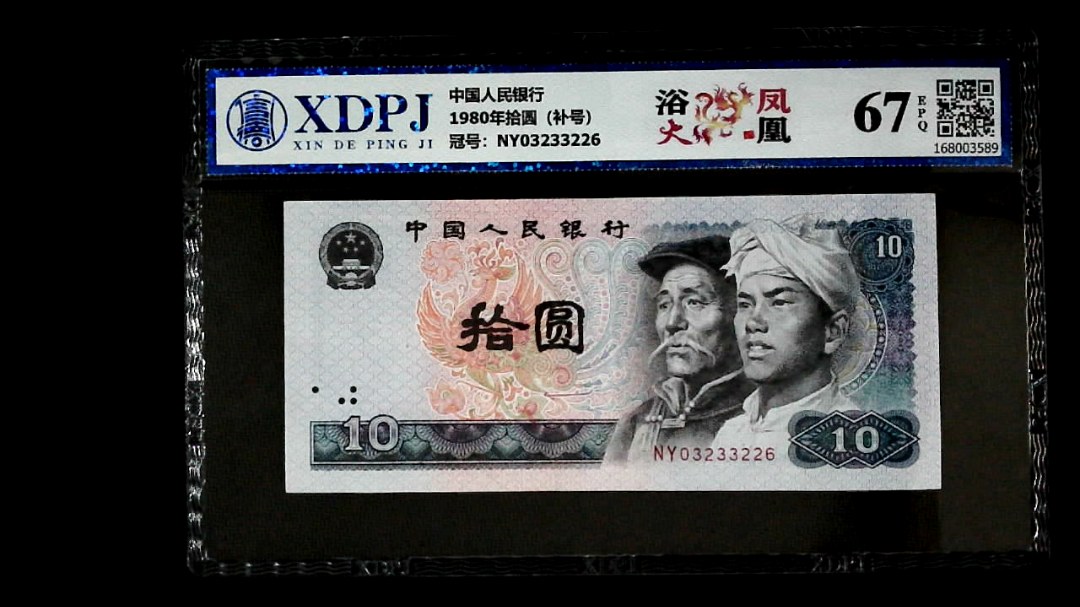 XDPJ
XIN DE PING JI
中国人民银行
1980年拾圆（补号）
冠号：NY03233226
浴火
凤凰
67
EPQ
168003589
中国人民银行
10
拾圆
10
NY03233226
10
XDPJ